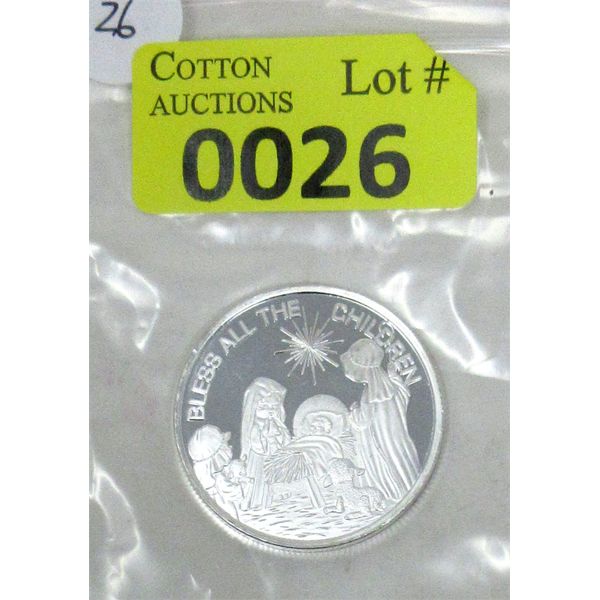 26
COTTON
AUCTIONS
Lot #
0026
BLESS ALL THE CHILDREN